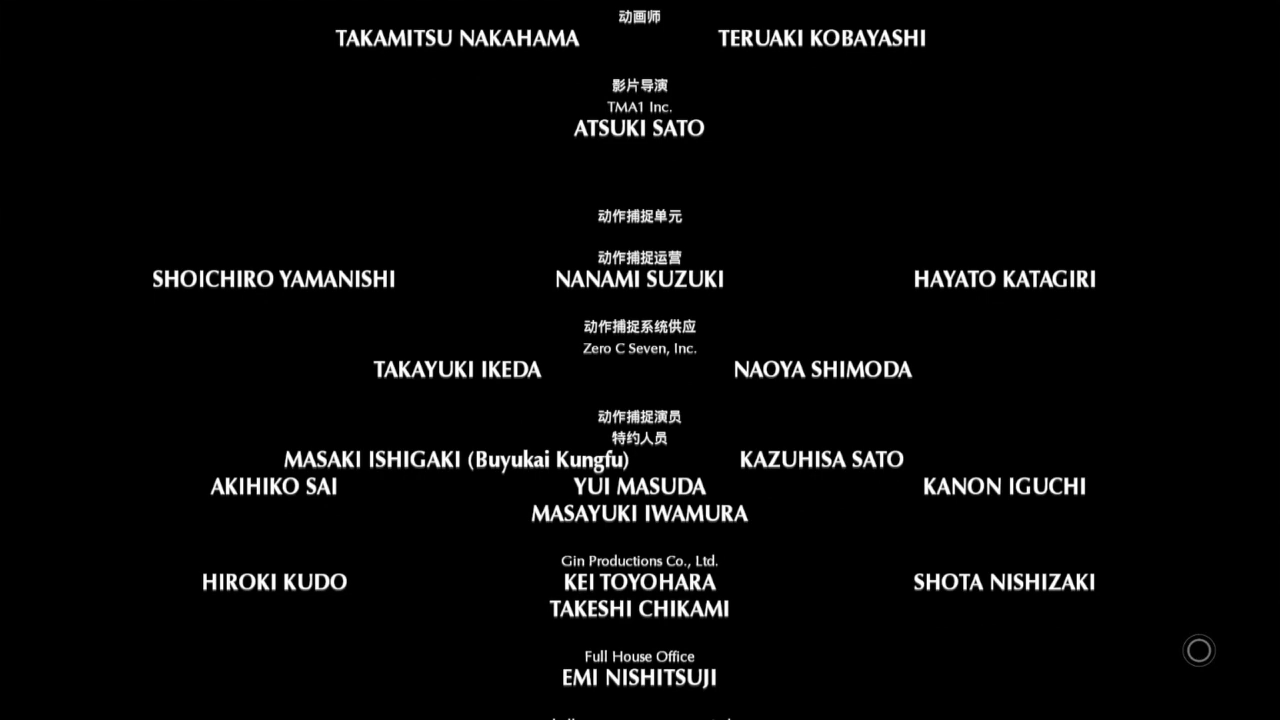 动画师
TAKAMITSU NAKAHAMA TERUAKI KOBAYASHI
影片导演
TMA1 Inc.
ATSUKI SATO
动作捕捉单元
动作捕捉运营
SHOICHIRO YAMANISHI NANAMI SUZUKI HAYATO KATAGIRI
动作捕捉系统供应
Zero C Seven, Inc.
TAKAYUKI IKEDA NAOYA SHIMODA
动作捕捉演员
特约人员
MASAKI ISHIGAKI (Buyukai Kungfu) KAZUHISA SATO
AKIHIKO SAI YUI MASUDA KANON IGUCHI
MASAYUKI IWAMURA
Gin Productions Co., Ltd.
HIROKI KUDO KEI TOYOHARA SHOTA NISHIZAKI
TAKESHI CHIKAMI
Full House Office
EMI NISHITSUJI